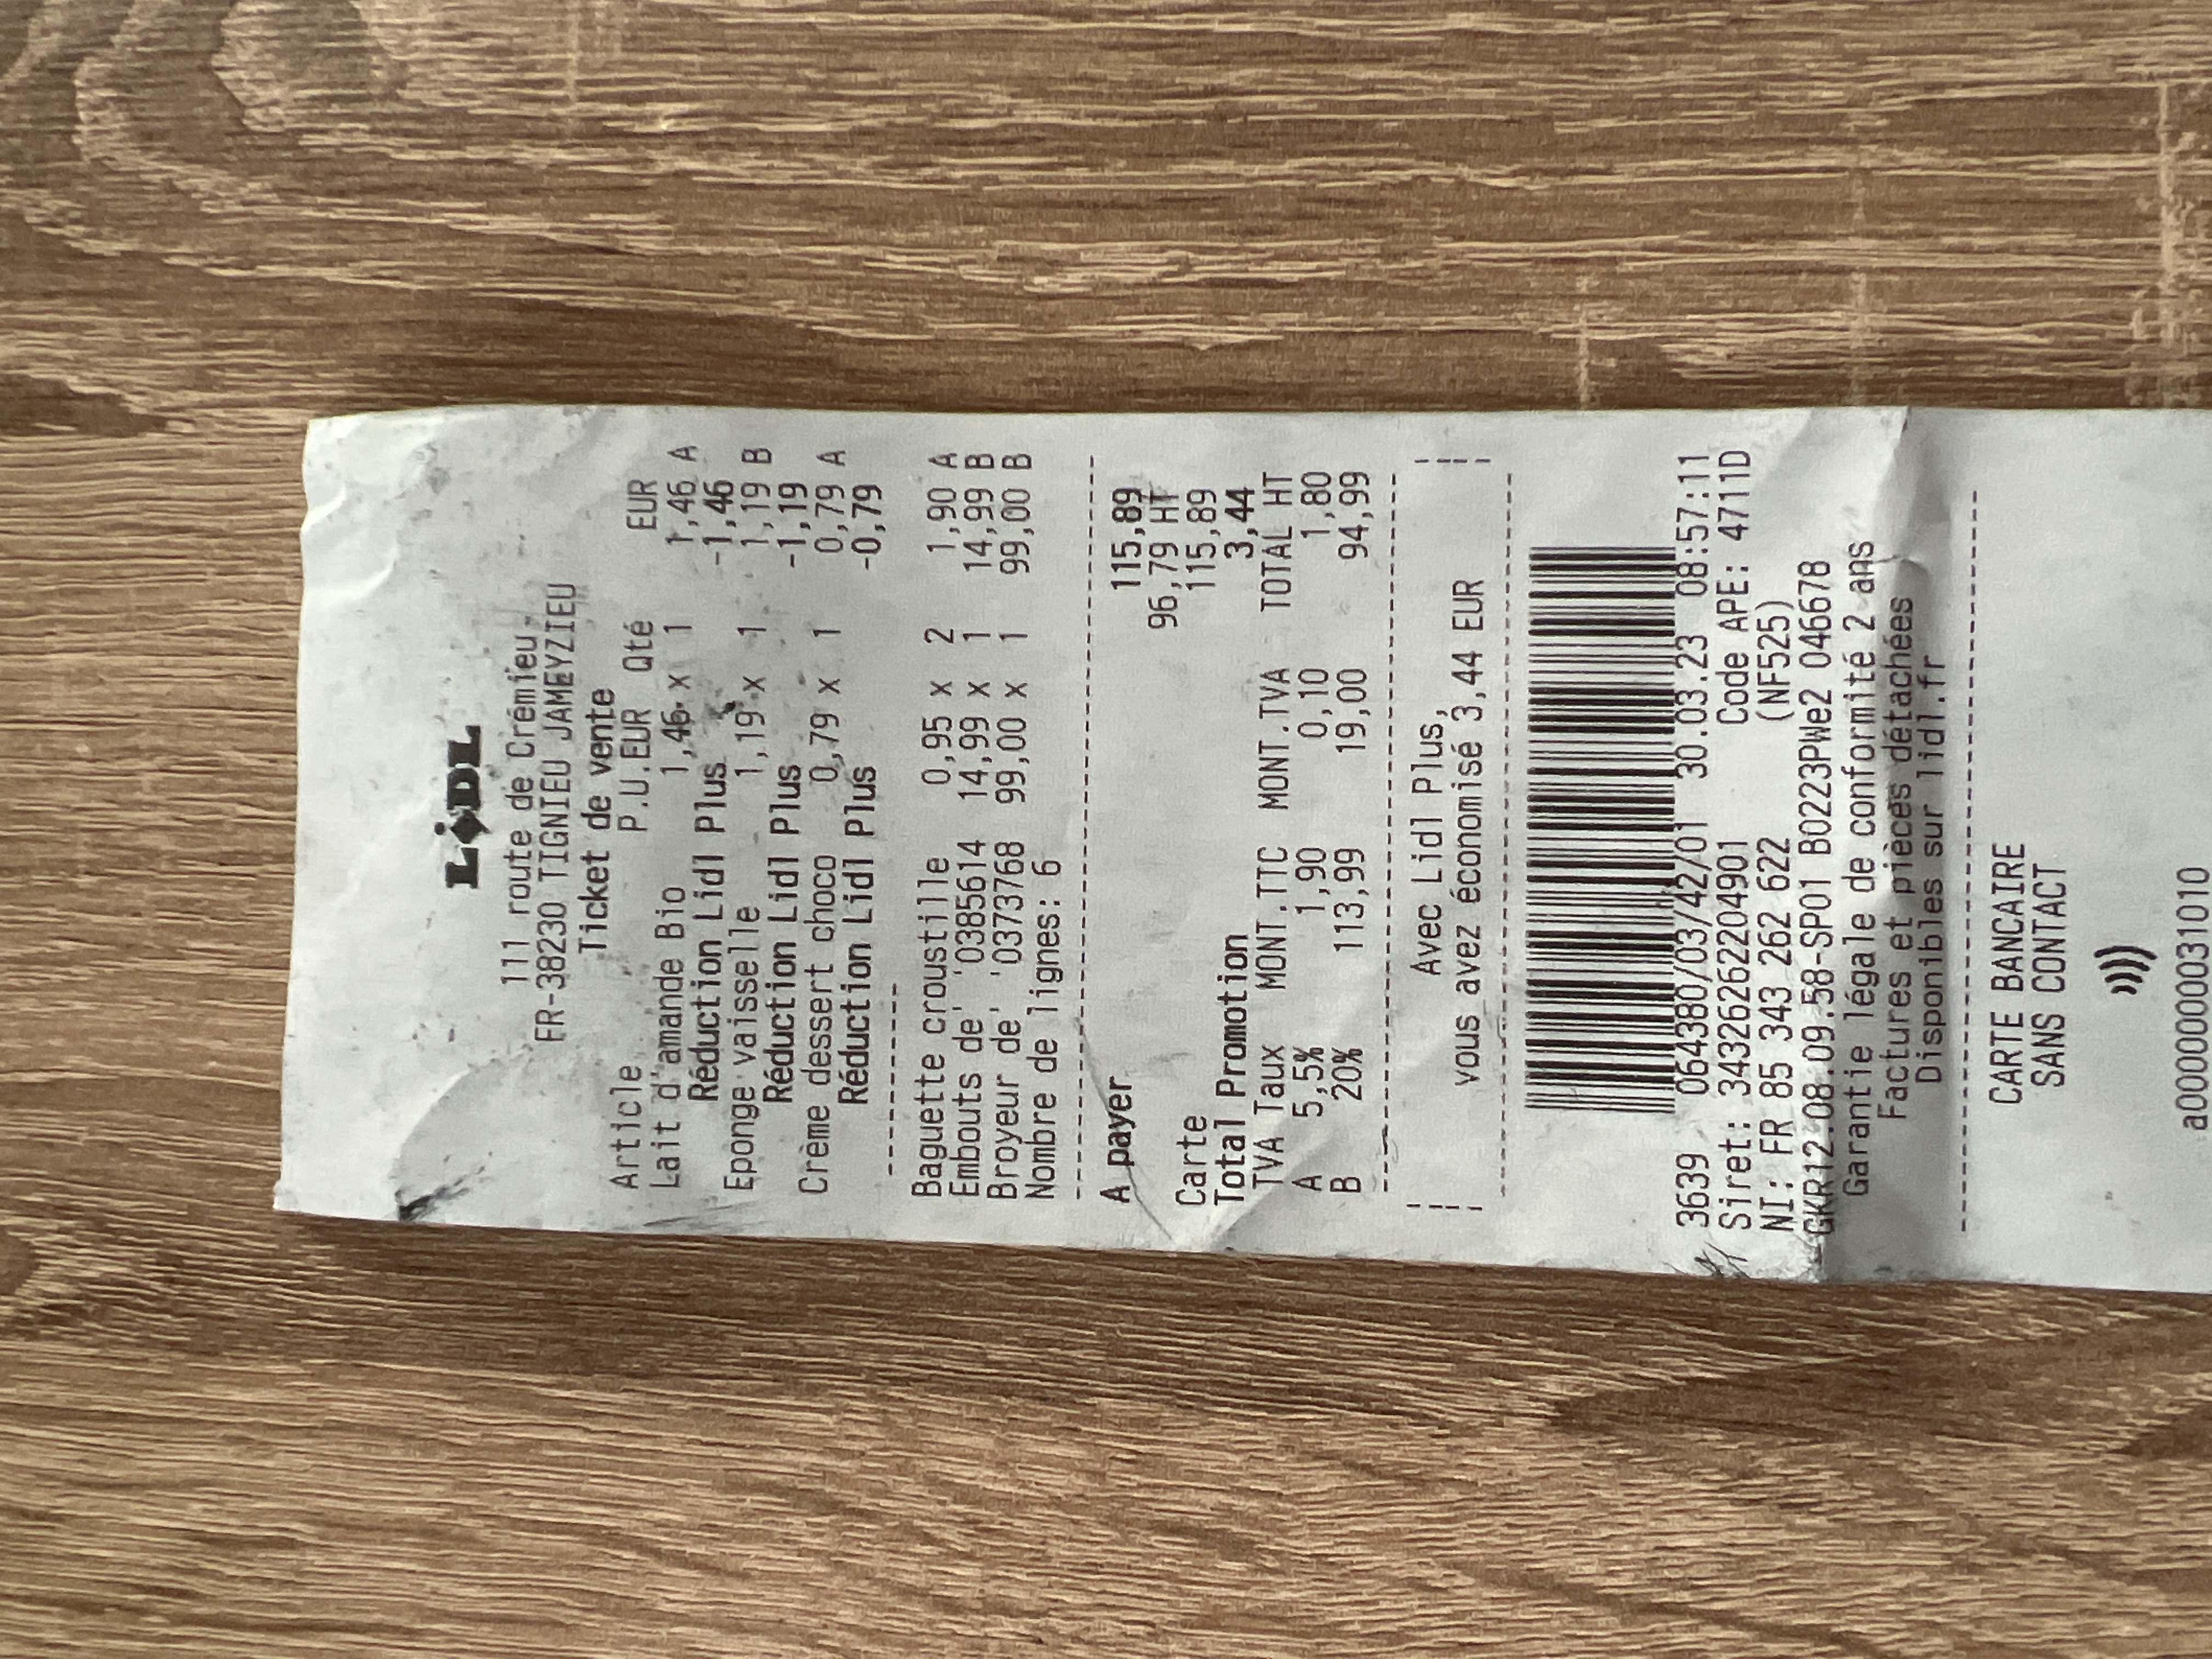 LIDL
111 route de Crémieu
FR-38230 TIGNIEU JAMEYZIEU
Ticket de vente
Article P.U.EUR Qté EUR
Lait d'amande Bio 1,46 x 1 1,46 A
Réduction Lidl Plus -1,46
Eponge vaisselle 1,19 x 1 1,19 B
Réduction Lidl Plus -1,19
Crème dessert choco 0,79 x 1 0,79 A
Réduction Lidl Plus -0,79
-----------
Baguette croustille 0,95 x 2 1,90 A
Embouts de' '0385614 14,99 x 1 14,99 B
Broyeur de' '0373768 99,00 x 1 99,00 B
Nombre de lignes: 6
A payer 115,89
96,79 HT
Carte 115,89
Total Promotion 3,44
TVA Taux MONT.TTC MONT.TVA TOTAL HT
A 5,5% 1,90 0,10 1,80
B 20% 113,99 19,00 94,99
Avec Lidl Plus,
vous avez économisé 3,44 EUR
3639 064380/03/42/01 30.03.23 08:57:11
Siret: 34326262204901 Code APE: 4711D
NI: FR 85 343 262 622 (NF525)
GKR12.08.09.58-SP01 B0223PWe2 046678
Garantie légale de conformité 2 ans
Factures et pièces détachées
Disponibles sur lidl.fr
CARTE BANCAIRE
SANS CONTACT
a0000000031010